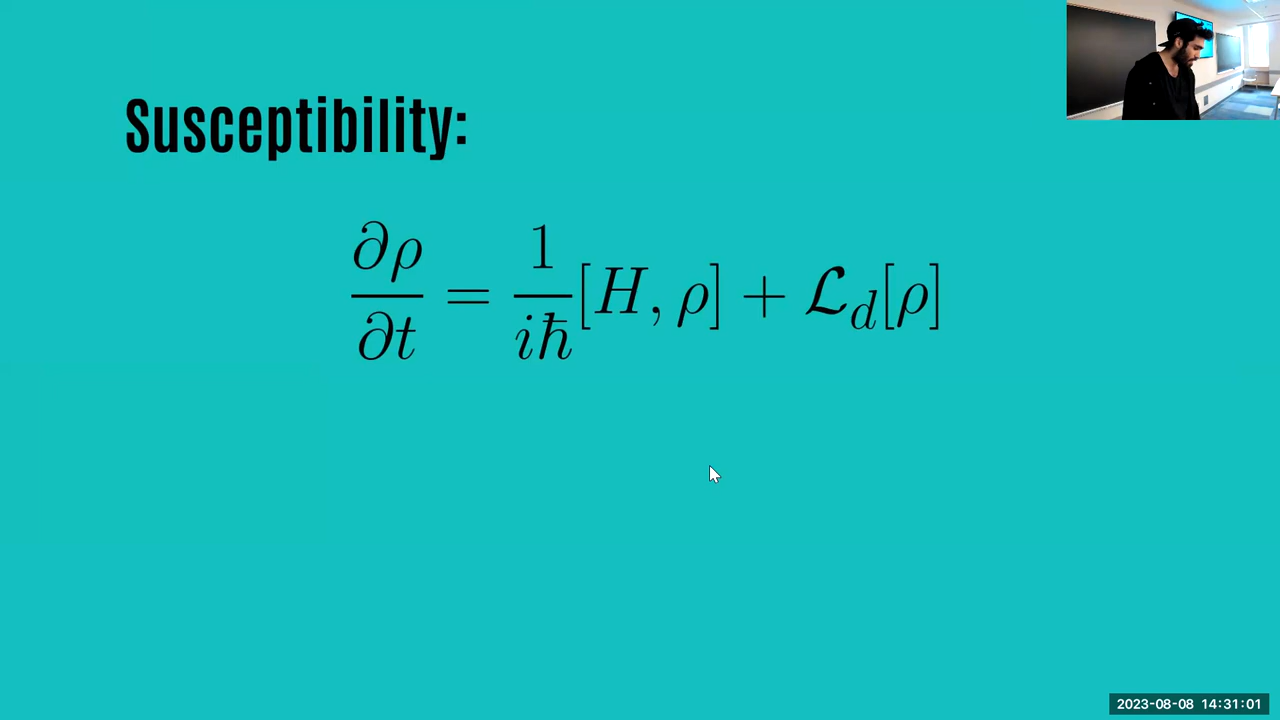 Susceptibility:
∂ρ/∂t = 1/iħ [H, ρ] + ℒ_d[ρ]
2023-08-08 14:31:01